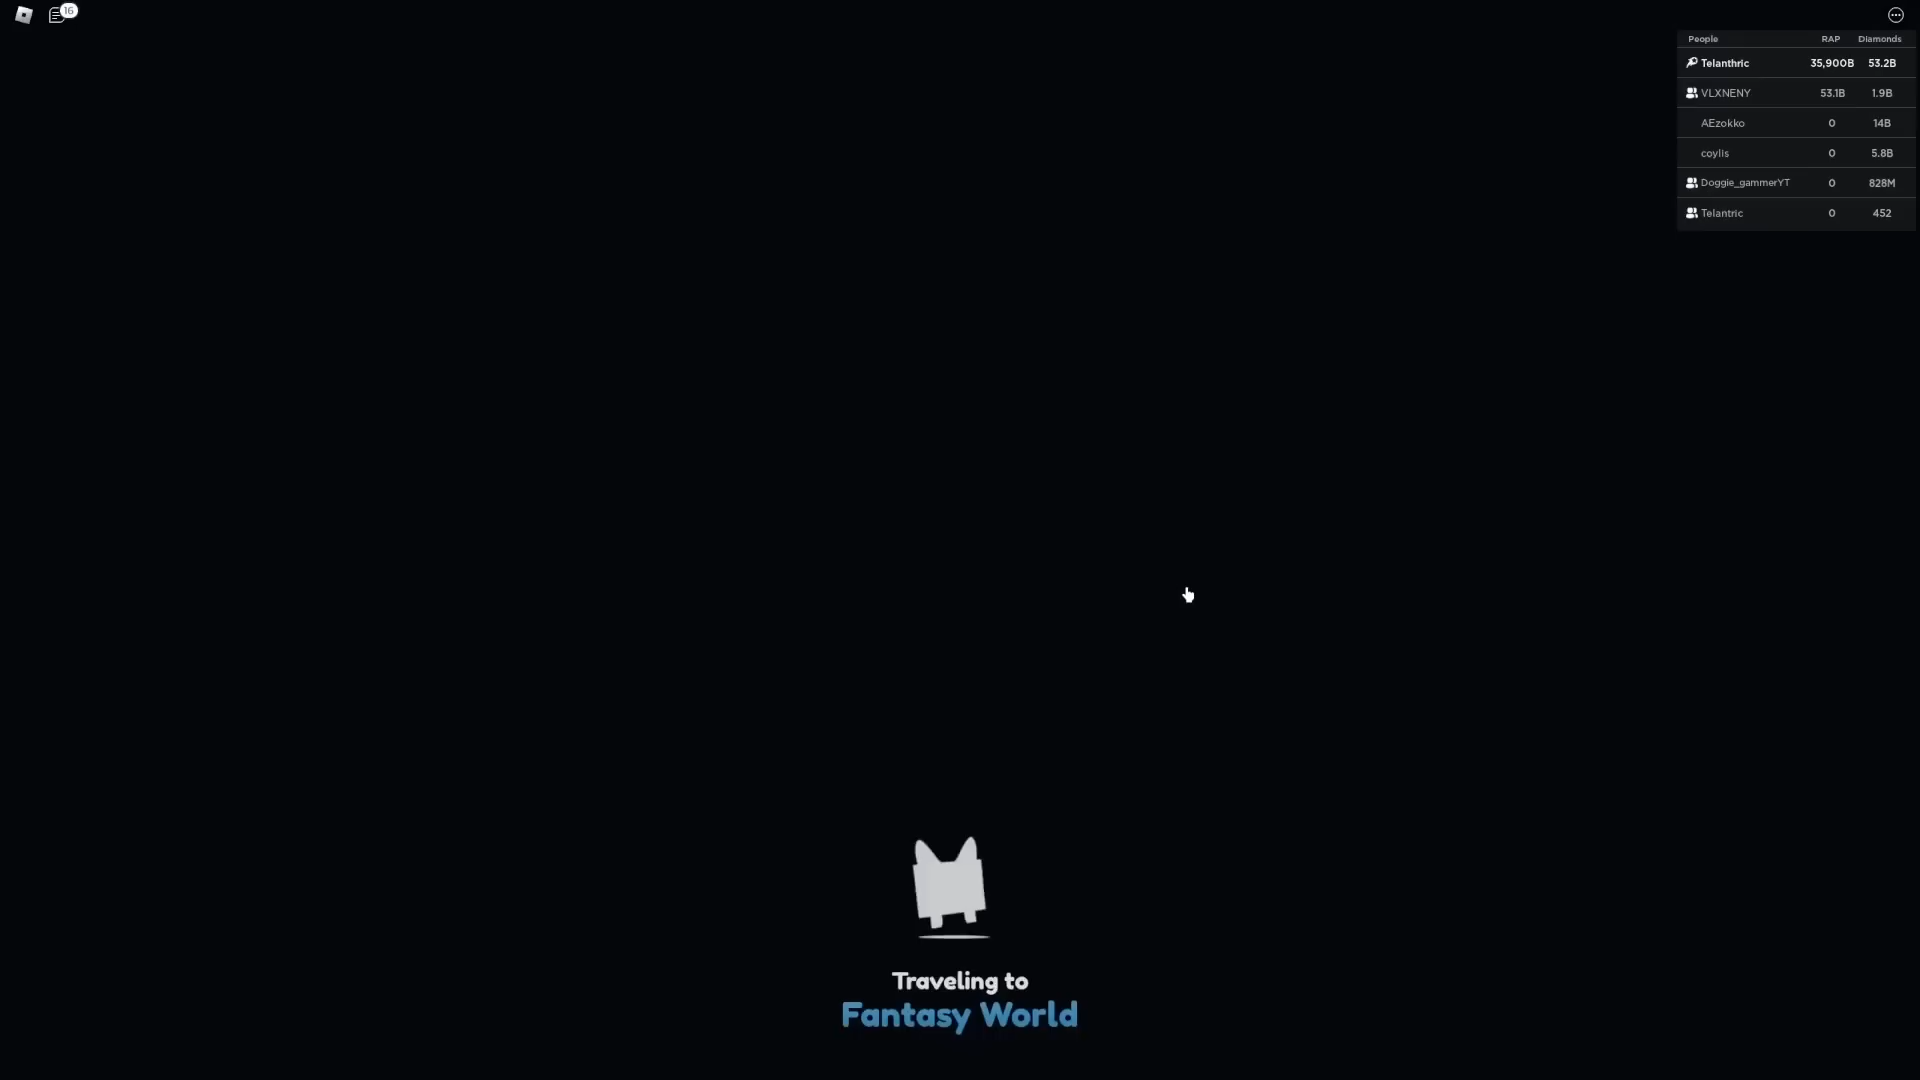 16
People RAP Diamonds
Telanthric 35,900B 53.2B
VLXNENY 53.1B 1.9B
AEzokko 0 14B
coylis 0 5.8B
Doggie_gammerYT 0 828M
Telantric 0 452
Traveling to
Fantasy World